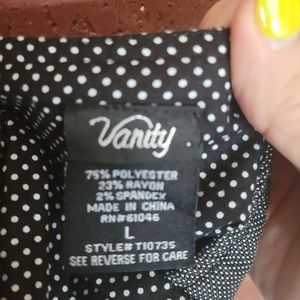 Vanity
75% POLYESTER
23% RAYON
2% SPANDEX
MADE IN CHINA
RN#61046
L
STYLE# T10735
SEE REVERSE FOR CARE